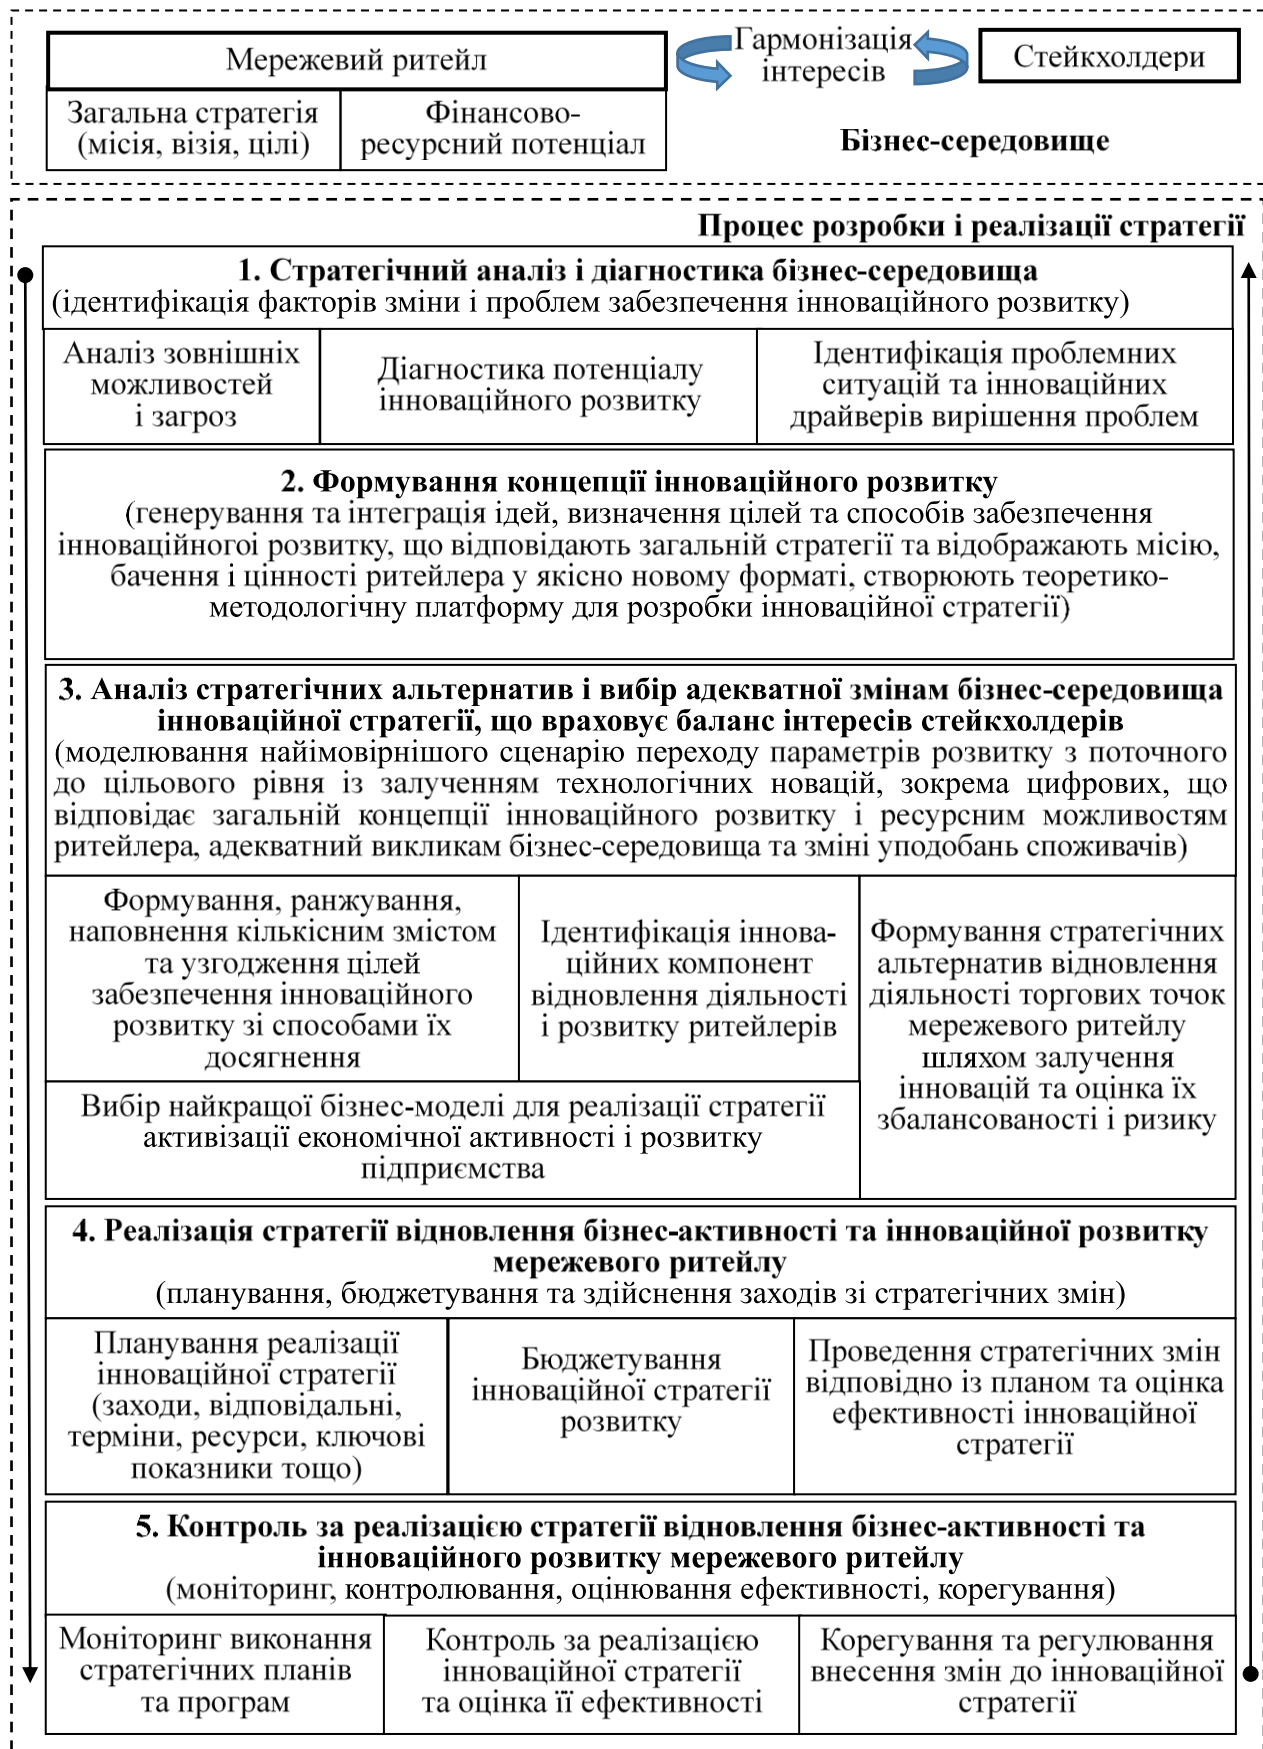 Мережевий ритейл
Гармонізація
інтересів
Стейкхолдери
Загальна стратегія
(місія, візія, цілі)
Фінансово-
ресурсний потенціал
Бізнес-середовище
Процес розробки і реалізації стратегії
1. Стратегічний аналіз і діагностика бізнес-середовища
(ідентифікація факторів зміни і проблем забезпечення інноваційного розвитку)
Аналіз зовнішніх
можливостей
і загроз
Діагностика потенціалу
інноваційного розвитку
Ідентифікація проблемних
ситуацій та інноваційних
драйверів вирішення проблем
2. Формування концепції інноваційного розвитку
(генерування та інтеграція ідей, визначення цілей та способів забезпечення
інноваційногоі розвитку, що відповідають загальній стратегії та відображають місію,
бачення і цінності ритейлера у якісно новому форматі, створюють теоретико-
методологічну платформу для розробки інноваційної стратегії)
3. Аналіз стратегічних альтернатив і вибір адекватної змінам бізнес-середовища
інноваційної стратегії, що враховує баланс інтересів стейкхолдерів
(моделювання найімовірнішого сценарію переходу параметрів розвитку з поточного
до цільового рівня із залученням технологічних новацій, зокрема цифрових, що
відповідає загальній концепції інноваційного розвитку і ресурсним можливостям
ритейлера, адекватний викликам бізнес-середовища та зміні уподобань споживачів)
Формування, ранжування,
наповнення кількісним змістом
та узгодження цілей
забезпечення інноваційного
розвитку зі способами їх
досягнення
Ідентифікація іннова-
ційних компонент
відновлення діяльності
і розвитку ритейлерів
Формування стратегічних
альтернатив відновлення
діяльності торгових точок
мережевого ритейлу
шляхом залучення
інновацій та оцінка їх
збалансованості і ризику
Вибір найкращої бізнес-моделі для реалізації стратегії
активізації економічної активності і розвитку
підприємства
4. Реалізація стратегії відновлення бізнес-активності та інноваційної розвитку
мережевого ритейлу
(планування, бюджетування та здійснення заходів зі стратегічних змін)
Планування реалізації
інноваційної стратегії
(заходи, відповідальні,
терміни, ресурси, ключові
показники тощо)
Бюджетування
інноваційної стратегії
розвитку
Проведення стратегічних змін
відповідно із планом та оцінка
ефективності інноваційної
стратегії
5. Контроль за реалізацією стратегії відновлення бізнес-активності та
інноваційного розвитку мережевого ритейлу
(моніторинг, контролювання, оцінювання ефективності, корегування)
Моніторинг виконання
стратегічних планів
та програм
Контроль за реалізацією
інноваційної стратегії
та оцінка її ефективності
Корегування та регулювання
внесення змін до інноваційної
стратегії